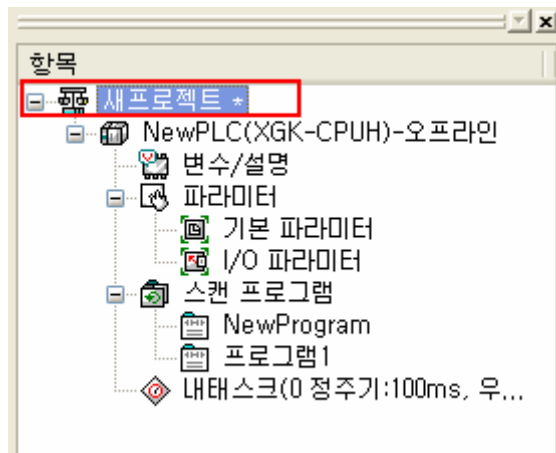 항목
새프로젝트 *
NewPLC(XGK-CPUH)-오프라인
변수/설명
파라미터
기본 파라미터
I/O 파라미터
스캔 프로그램
NewProgram
프로그램1
내태스크(0 정주기:100ms, 우...